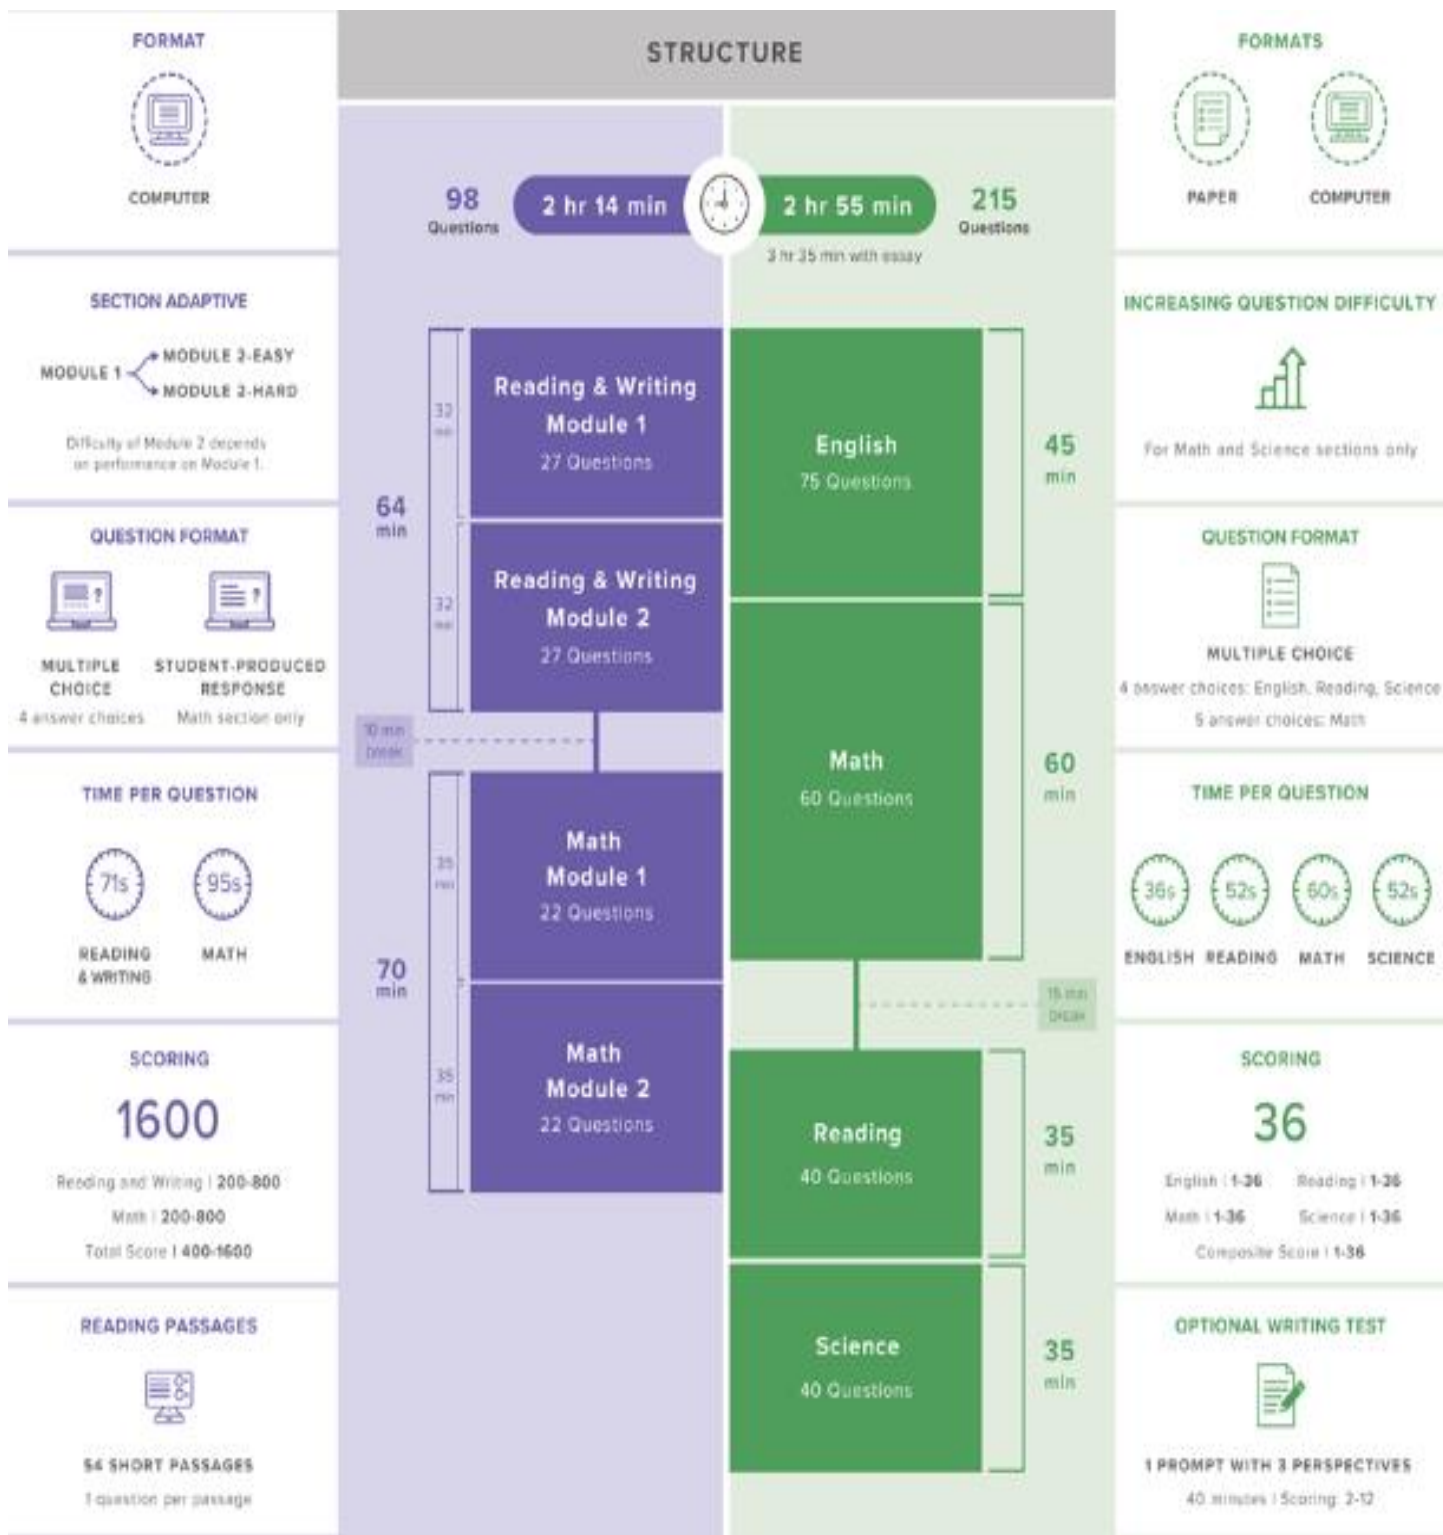 FORMAT
COMPUTER
SECTION ADAPTIVE
MODULE 1
MODULE 2-EASY
MODULE 2-HARD
Difficulty of Module 2 depends
on performance on Module 1.
QUESTION FORMAT
MULTIPLE
CHOICE
4 answer choices
STUDENT-PRODUCED
RESPONSE
Math section only
TIME PER QUESTION
71s
95s
READING
& WRITING
MATH
SCORING
1600
Reading and Writing | 200-800
Math | 200-800
Total Score | 400-1600
READING PASSAGES
54 SHORT PASSAGES
1 question per passage
STRUCTURE
98
Questions
2 hr 14 min
2 hr 55 min
215
Questions
3 hr 35 min with essay
64
min
32
min
32
min
Reading & Writing
Module 1
27 Questions
Reading & Writing
Module 2
27 Questions
10 min
break
70
min
35
min
35
min
Math
Module 1
22 Questions
Math
Module 2
22 Questions
English
75 Questions
45
min
Math
60 Questions
60
min
15 min
break
Reading
40 Questions
35
min
Science
40 Questions
35
min
FORMATS
PAPER
COMPUTER
INCREASING QUESTION DIFFICULTY
For Math and Science sections only
QUESTION FORMAT
MULTIPLE CHOICE
4 answer choices: English, Reading, Science
5 answer choices: Math
TIME PER QUESTION
36s
52s
60s
52s
ENGLISH
READING
MATH
SCIENCE
SCORING
36
English | 1-36
Reading | 1-36
Math | 1-36
Science | 1-36
Composite Score | 1-36
OPTIONAL WRITING TEST
1 PROMPT WITH 3 PERSPECTIVES
40 minutes | Scoring: 2-12